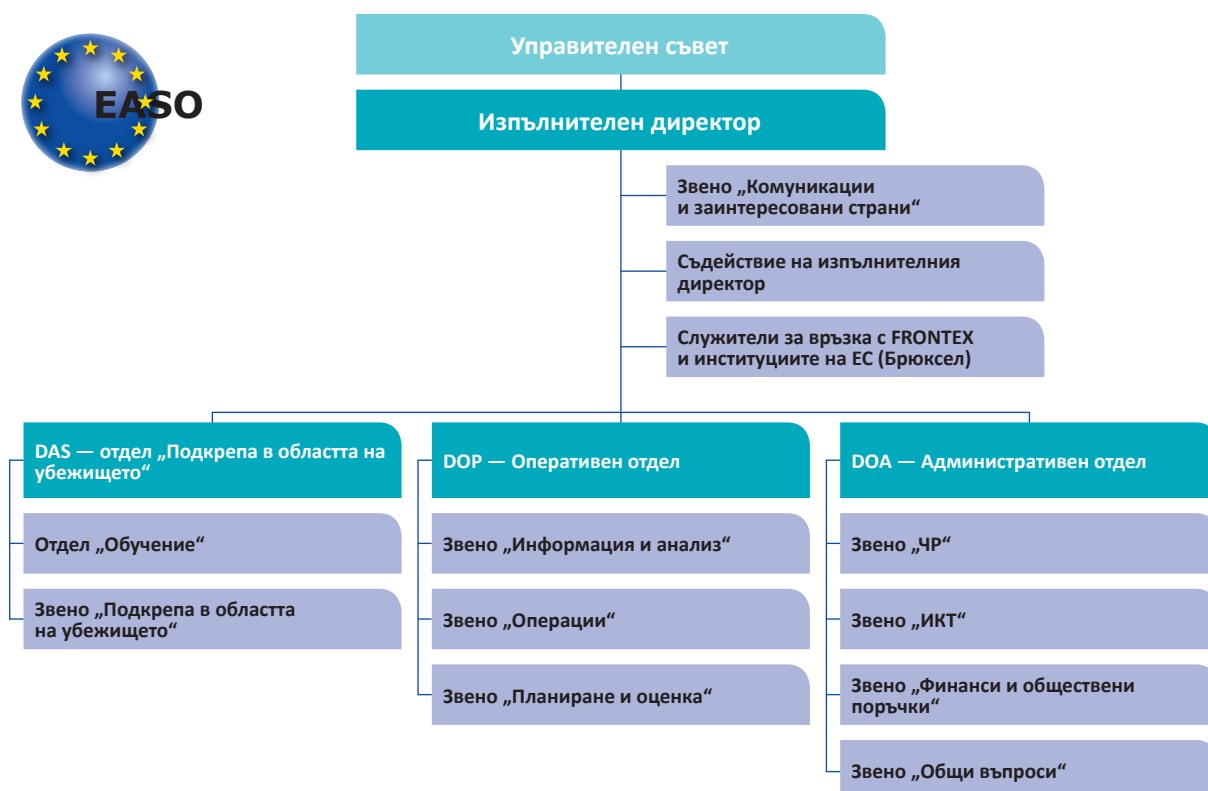 EASO
Управителен съвет
Изпълнителен директор
Звено „Комуникации
и заинтересовани страни“
Съдействие на изпълнителния
директор
Служители за връзка с FRONTEX
и институциите на ЕС (Брюксел)
DAS — отдел „Подкрепа в областта на
убежището“
Отдел „Обучение“
Звено „Подкрепа в областта
на убежището“
DOP — Оперативен отдел
Звено „Информация и анализ“
Звено „Операции“
Звено „Планиране и оценка“
DOA — Административен отдел
Звено „ЧР“
Звено „ИКТ“
Звено „Финанси и обществени
поръчки“
Звено „Общи въпроси“